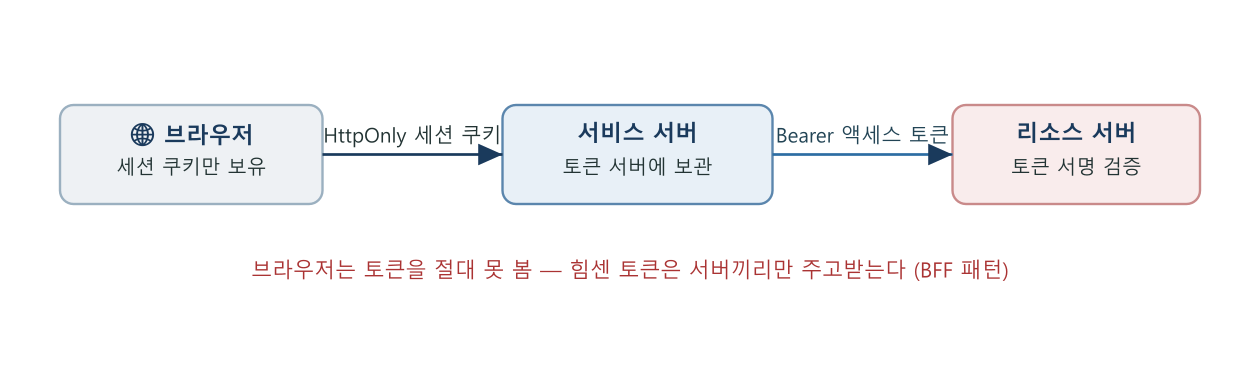 브라우저
세션 쿠키만 보유
HttpOnly 세션 쿠키
서비스 서버
토큰 서버에 보관
Bearer 액세스 토큰
리소스 서버
토큰 서명 검증
브라우저는 토큰을 절대 못 봄 — 힘센 토큰은 서버끼리만 주고받는다 (BFF 패턴)